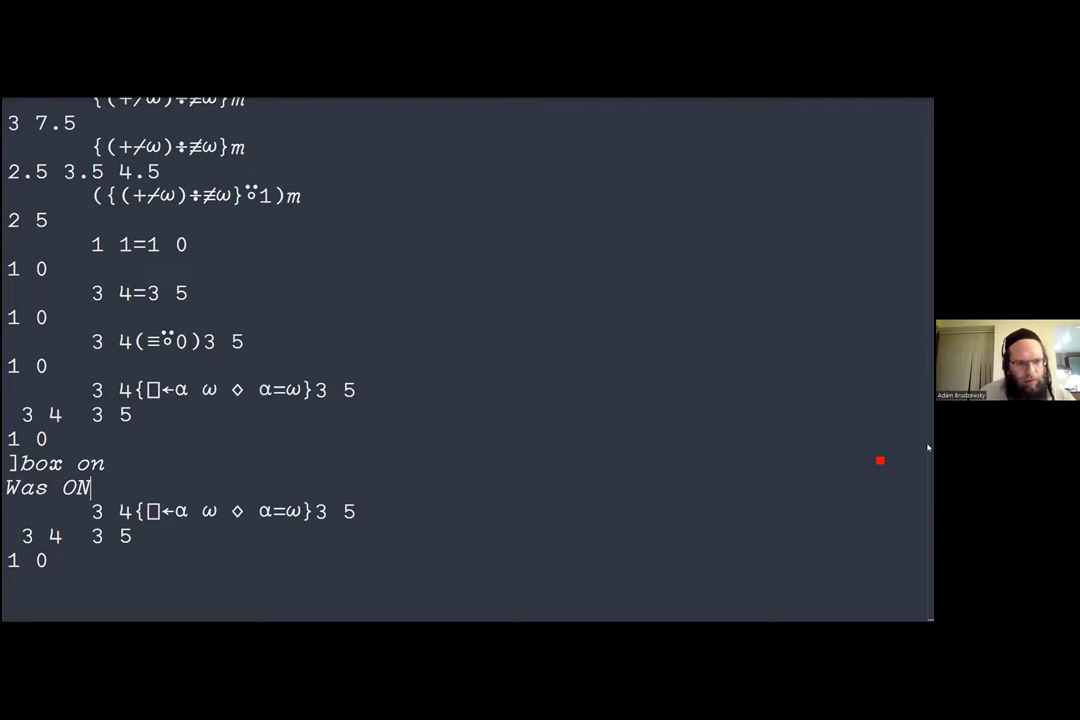 {(+/⍵)÷≢⍵}m
3 7.5
{(+⌿⍵)÷≢⍵}m
2.5 3.5 4.5
({(+⌿⍵)÷≢⍵}⍤1)m
2 5
1 1=1 0
1 0
3 4=3 5
1 0
3 4(≡⍤0)3 5
1 0
3 4{⎕←⍺ ⍵ ⋄ ⍺=⍵}3 5
3 4  3 5
1 0
]box on
Was ON
3 4{⎕←⍺ ⍵ ⋄ ⍺=⍵}3 5
3 4  3 5
1 0
Adám Brudzewsky